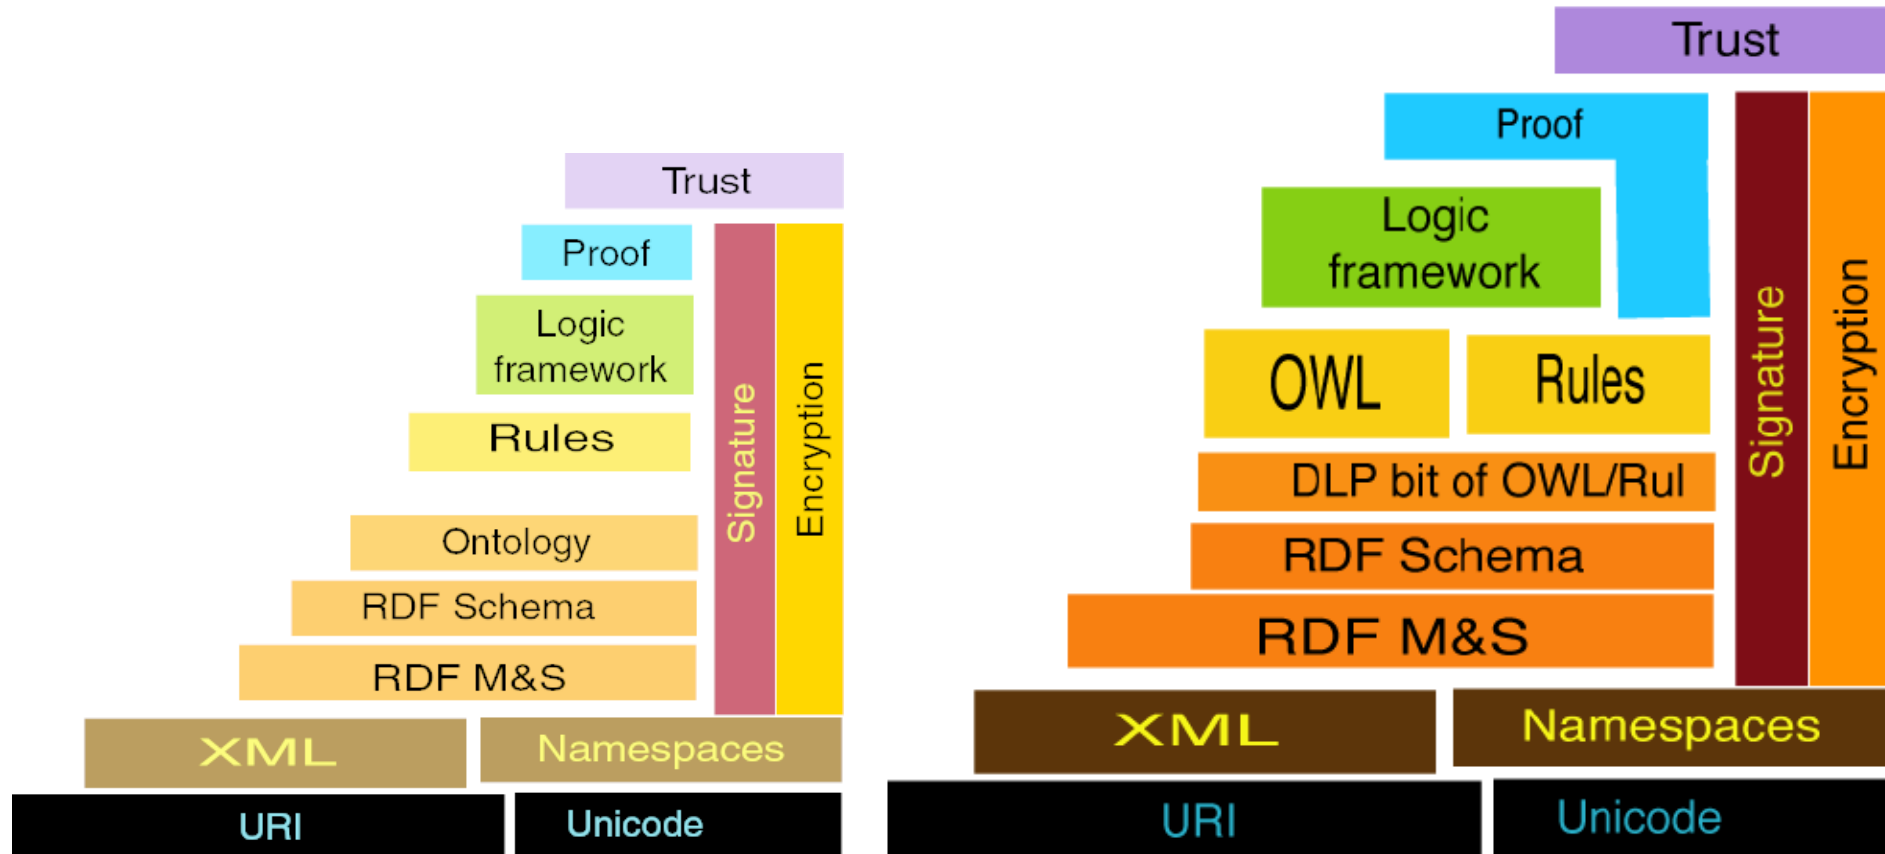 Trust
Proof
Logic
framework
Rules
Ontology
RDF Schema
RDF M&S
Signature
Encryption
XML
Namespaces
URI
Unicode
Trust
Proof
Logic
framework
OWL
Rules
DLP bit of OWL/Rul
RDF Schema
RDF M&S
Signature
Encryption
XML
Namespaces
URI
Unicode